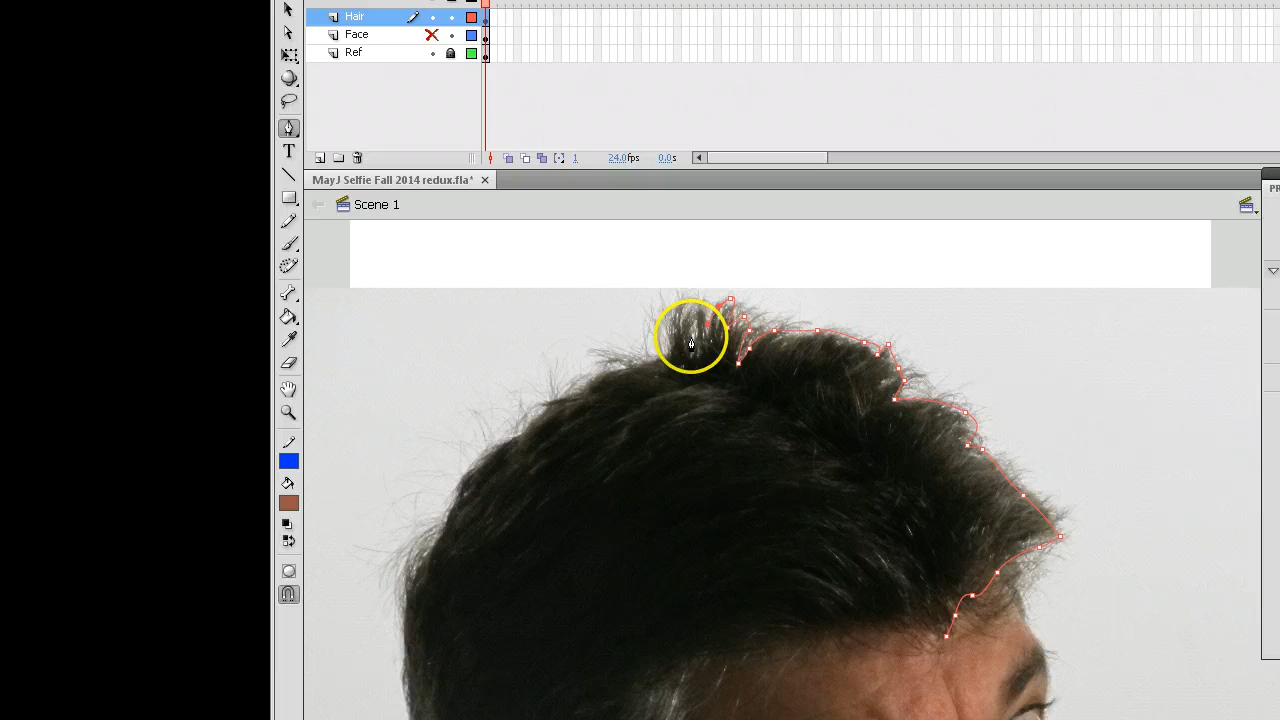 Hair
Face
Ref
T
1 24.0fps 0.0s
MayJ Selfie Fall 2014 redux.fla*
Scene 1